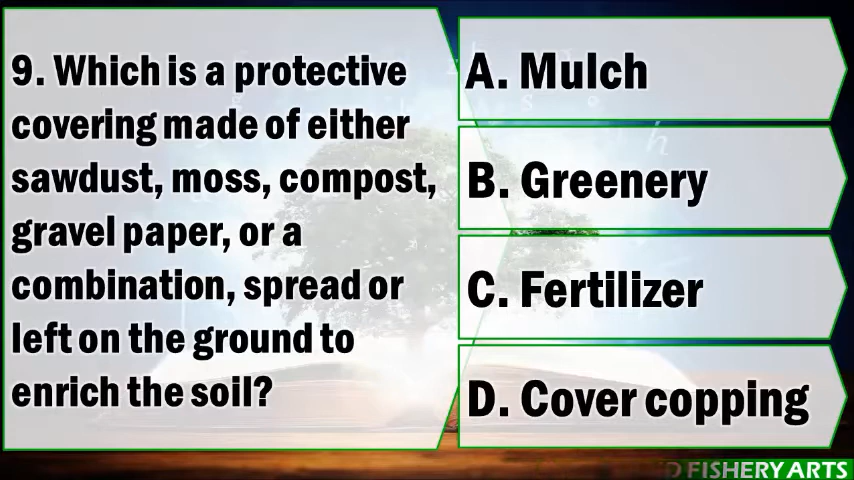 9. Which is a protective
covering made of either
sawdust, moss, compost,
gravel paper, or a
combination, spread or
left on the ground to
enrich the soil?
A. Mulch
B. Greenery
C. Fertilizer
D. Cover copping
FISHERY ARTS